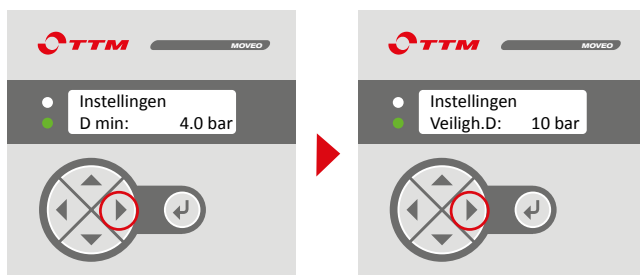 TTM MOVEO
Instellingen
D min: 4.0 bar
TTM MOVEO
Instellingen
Veiligh.D: 10 bar